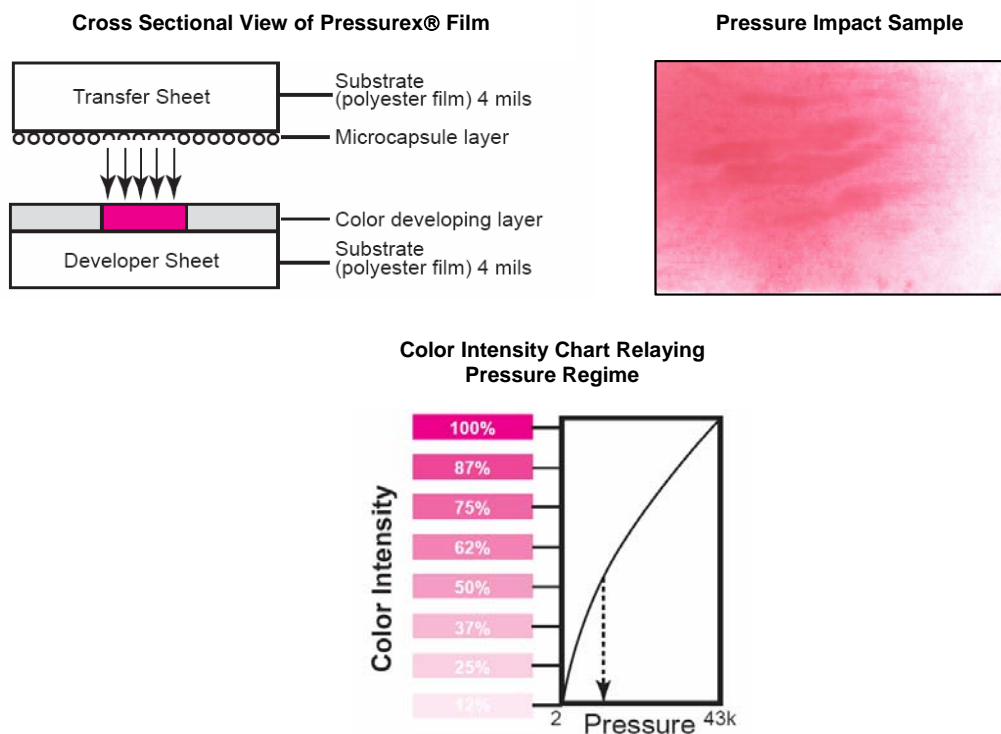 Cross Sectional View of Pressurex® Film
Transfer Sheet
Substrate
(polyester film) 4 mils
Microcapsule layer
Color developing layer
Developer Sheet
Substrate
(polyester film) 4 mils
Pressure Impact Sample
Color Intensity Chart Relaying
Pressure Regime
Color Intensity
100%
87%
75%
62%
50%
37%
25%
12%
2
Pressure
43k